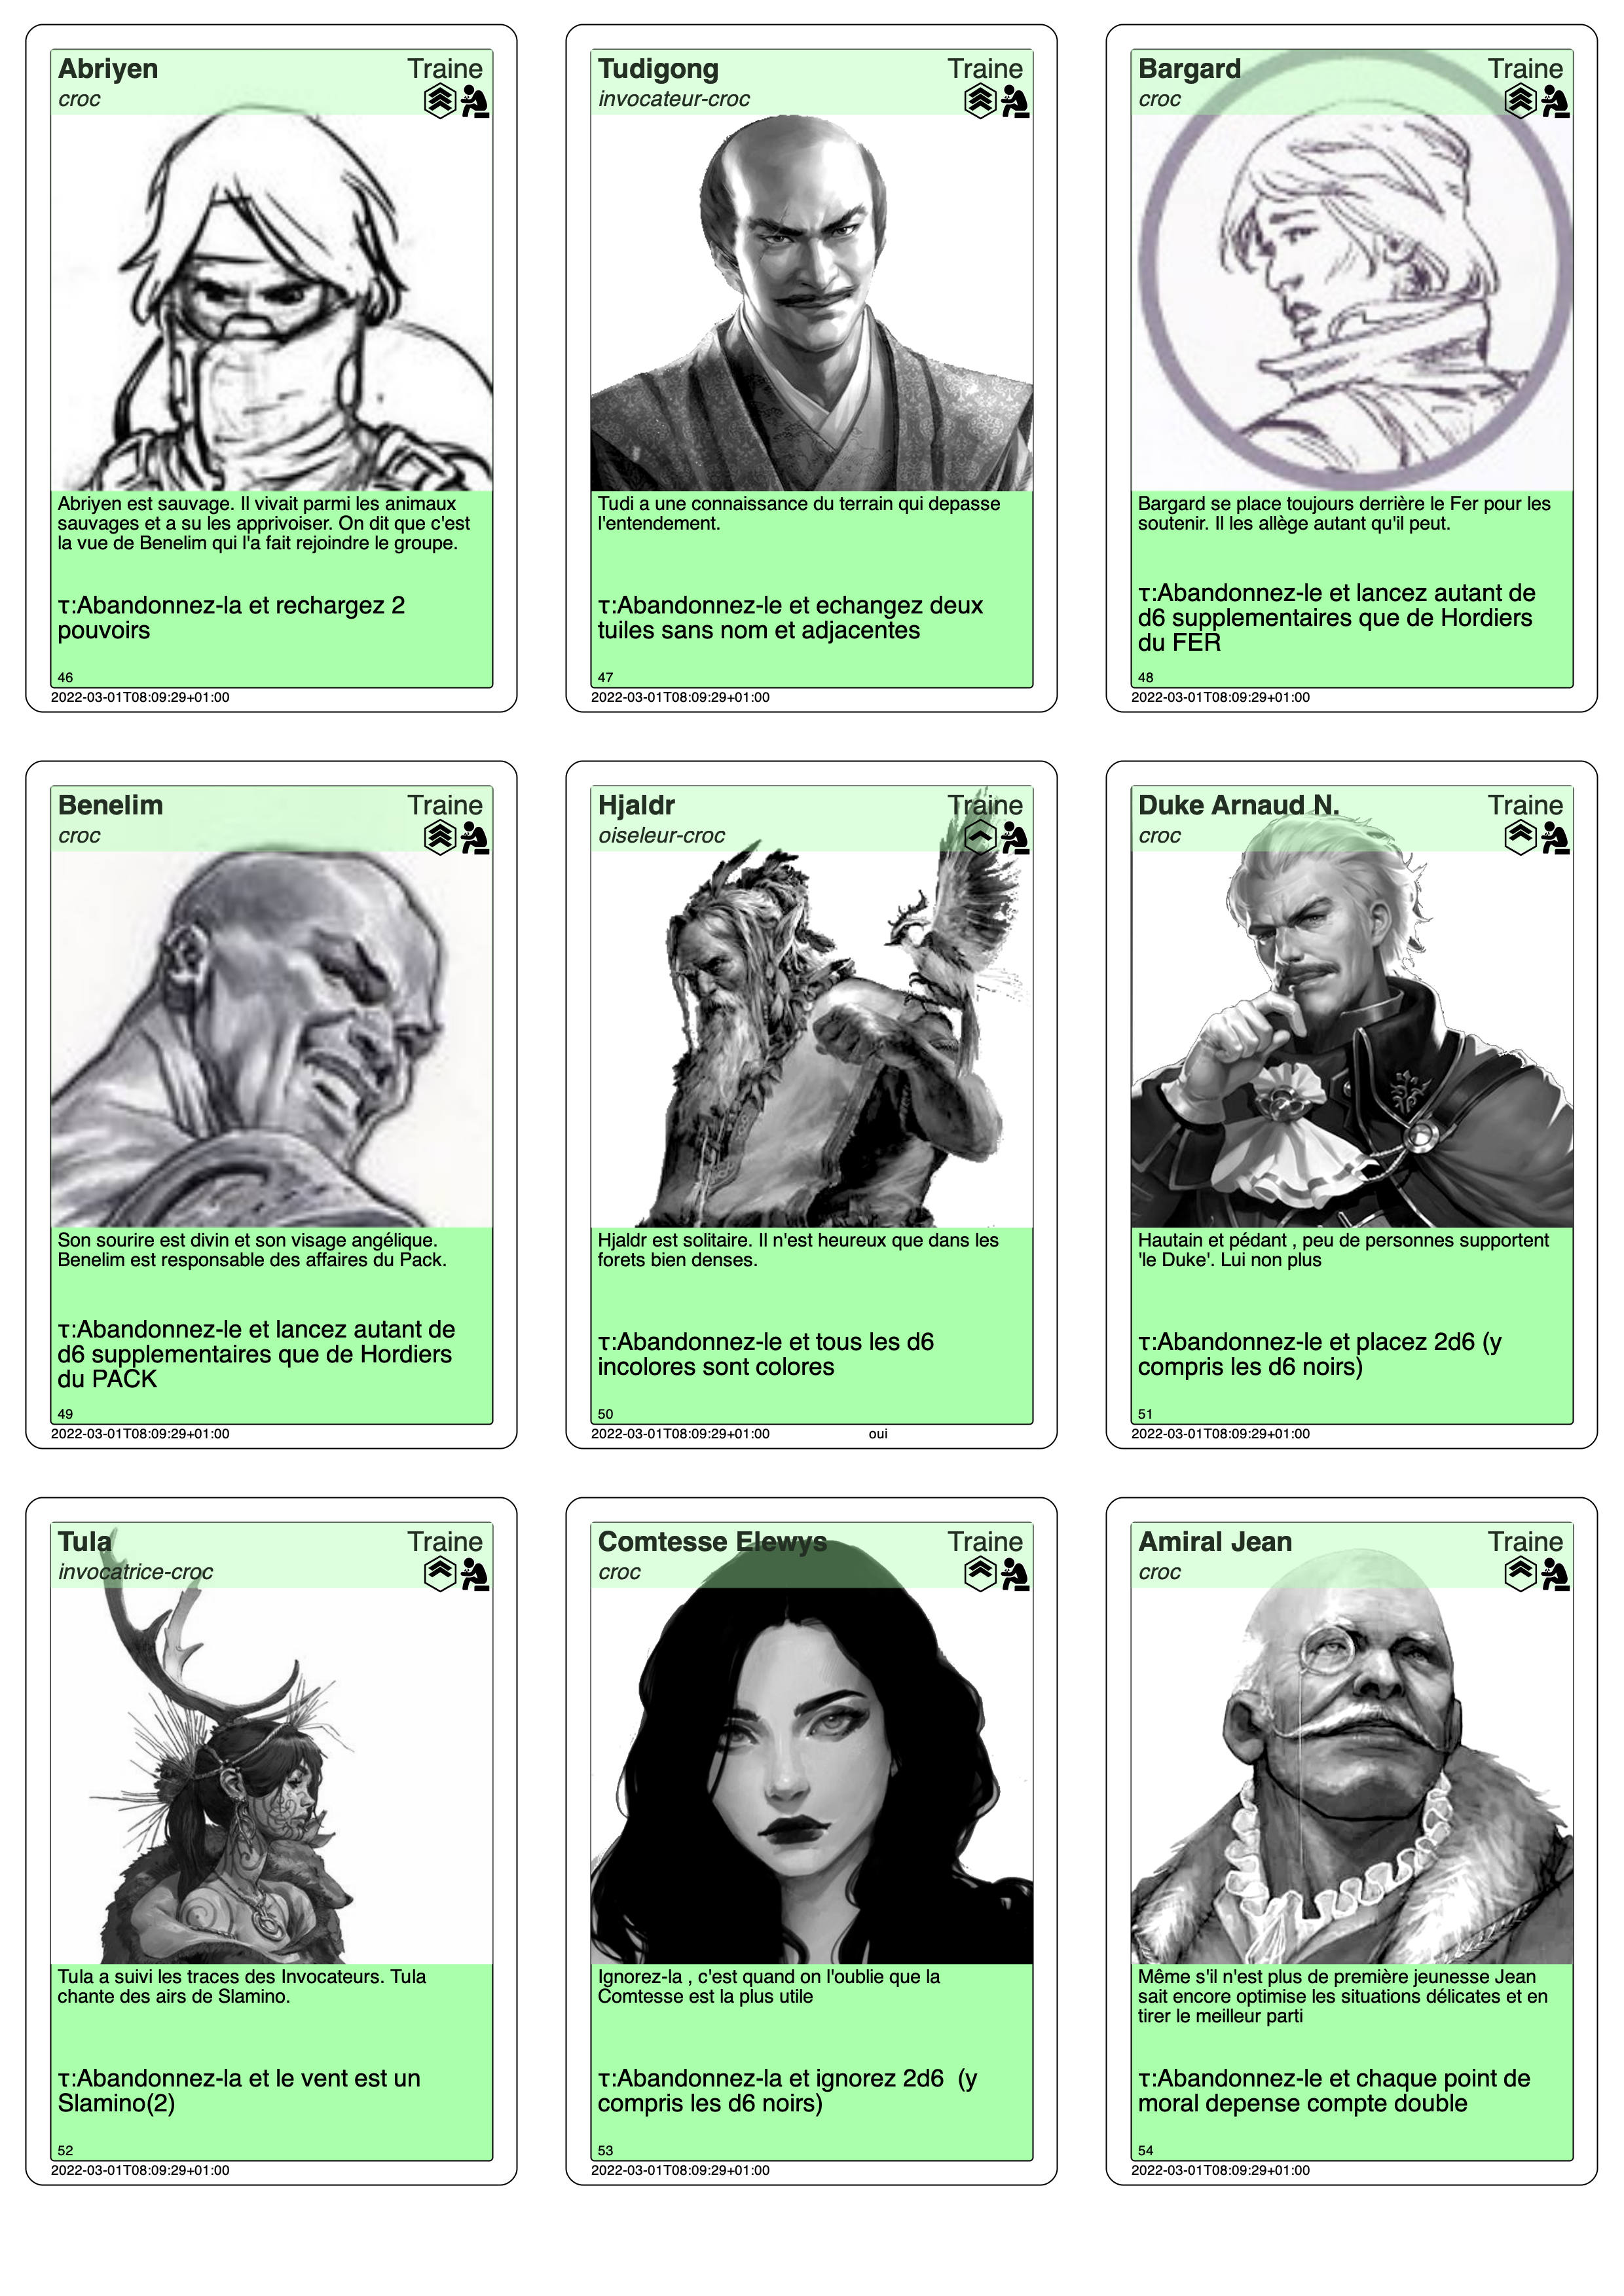 Abriyen Traine
croc
Abriyen est sauvage. Il vivait parmi les animaux
sauvages et a su les apprivoiser. On dit que c'est
la vue de Benelim qui l'a fait rejoindre le groupe.
τ:Abandonnez-la et rechargez 2
pouvoirs
46
2022-03-01T08:09:29+01:00
Tudigong Traine
invocateur-croc
Tudi a une connaissance du terrain qui depasse
l'entendement.
τ:Abandonnez-le et echangez deux
tuiles sans nom et adjacentes
47
2022-03-01T08:09:29+01:00
Bargard Traine
croc
Bargard se place toujours derrière le Fer pour les
soutenir. Il les allège autant qu'il peut.
τ:Abandonnez-le et lancez autant de
d6 supplementaires que de Hordiers
du FER
48
2022-03-01T08:09:29+01:00
Benelim Traine
croc
Son sourire est divin et son visage angélique.
Benelim est responsable des affaires du Pack.
τ:Abandonnez-le et lancez autant de
d6 supplementaires que de Hordiers
du PACK
49
2022-03-01T08:09:29+01:00
Hjaldr Traine
oiseleur-croc
Hjaldr est solitaire. Il n'est heureux que dans les
forets bien denses.
τ:Abandonnez-le et tous les d6
incolores sont colores
50
2022-03-01T08:09:29+01:00 oui
Duke Arnaud N. Traine
croc
Hautain et pédant , peu de personnes supportent
'le Duke'. Lui non plus
τ:Abandonnez-le et placez 2d6 (y
compris les d6 noirs)
51
2022-03-01T08:09:29+01:00
Tula Traine
invocatrice-croc
Tula a suivi les traces des Invocateurs. Tula
chante des airs de Slamino.
τ:Abandonnez-la et le vent est un
Slamino(2)
52
2022-03-01T08:09:29+01:00
Comtesse Elewys Traine
croc
Ignorez-la , c'est quand on l'oublie que la
Comtesse est la plus utile
τ:Abandonnez-la et ignorez 2d6  (y
compris les d6 noirs)
53
2022-03-01T08:09:29+01:00
Amiral Jean Traine
croc
Même s'il n'est plus de première jeunesse Jean
sait encore optimise les situations délicates et en
tirer le meilleur parti
τ:Abandonnez-le et chaque point de
moral depense compte double
54
2022-03-01T08:09:29+01:00